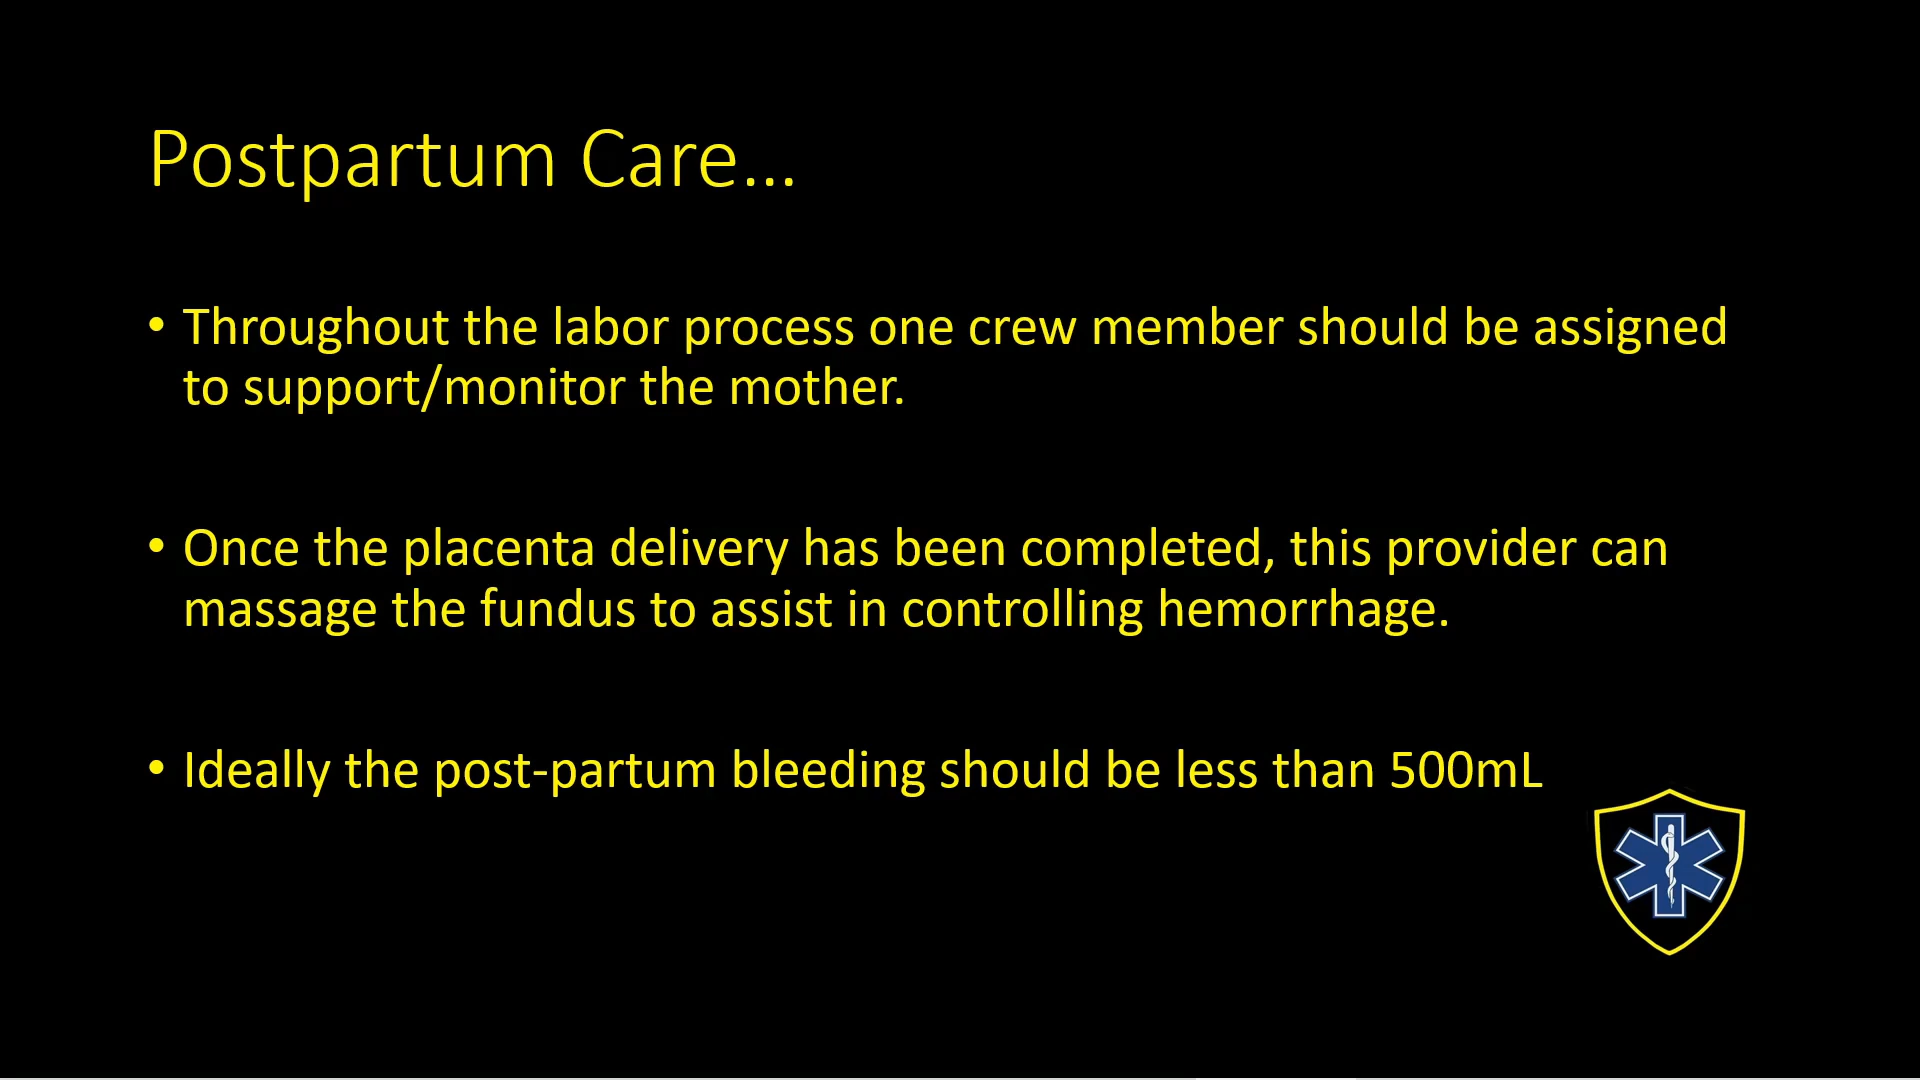 Postpartum Care...
• Throughout the labor process one crew member should be assigned
to support/monitor the mother.
• Once the placenta delivery has been completed, this provider can
massage the fundus to assist in controlling hemorrhage.
• Ideally the post-partum bleeding should be less than 500mL